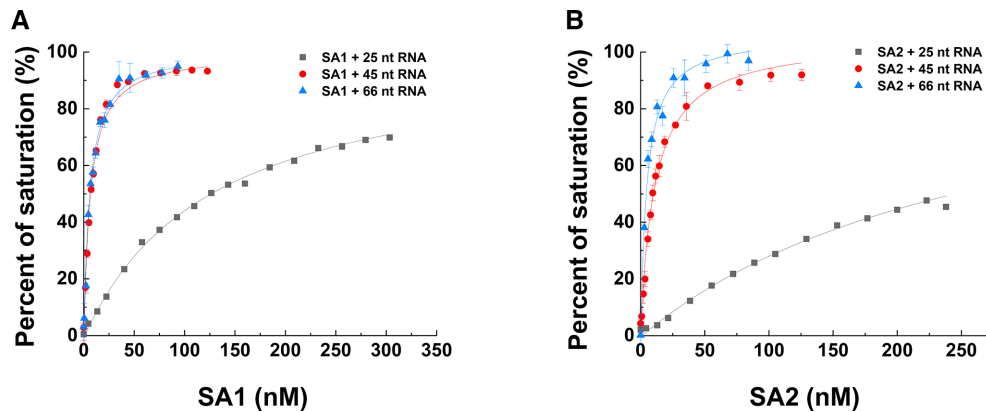 A
Percent of saturation (%)
100
80
60
40
20
0
0 50 100 150 200 250 300 350
SA1 (nM)
SA1 + 25 nt RNA
SA1 + 45 nt RNA
SA1 + 66 nt RNA
B
Percent of saturation (%)
100
80
60
40
20
0
0 50 100 150 200 250
SA2 (nM)
SA2 + 25 nt RNA
SA2 + 45 nt RNA
SA2 + 66 nt RNA